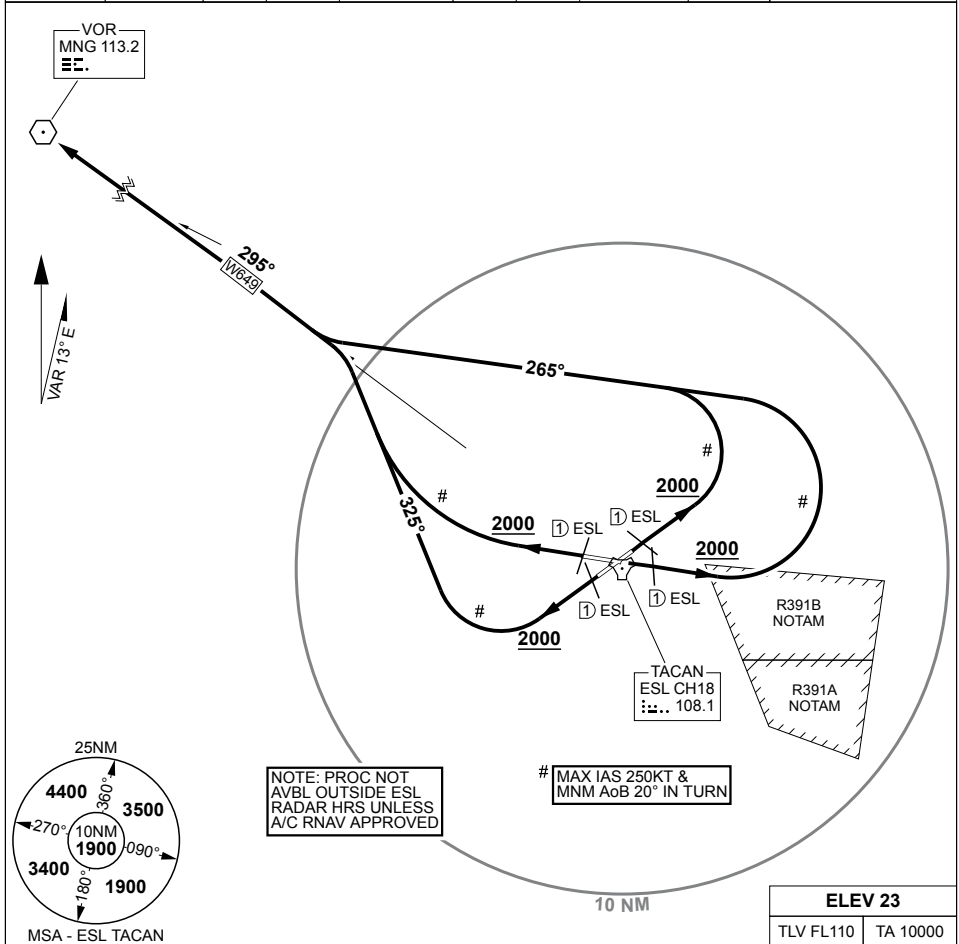 VOR
MNG 113.2
295°
W649
VAR 13° E
265°
#
2000
#
325°
#
2000
1 ESL
1 ESL
2000
#
1 ESL
1 ESL
2000
R391B
NOTAM
TACAN
ESL CH18
108.1
R391A
NOTAM
25NM
4400
360°
3500
270°
10NM
1900
090°
3400
180°
1900
MSA - ESL TACAN
NOTE: PROC NOT
AVBL OUTSIDE ESL
RADAR HRS UNLESS
A/C RNAV APPROVED
# MAX IAS 250KT &
MNM AoB 20° IN TURN
10 NM
ELEV 23
TLV FL110 TA 10000